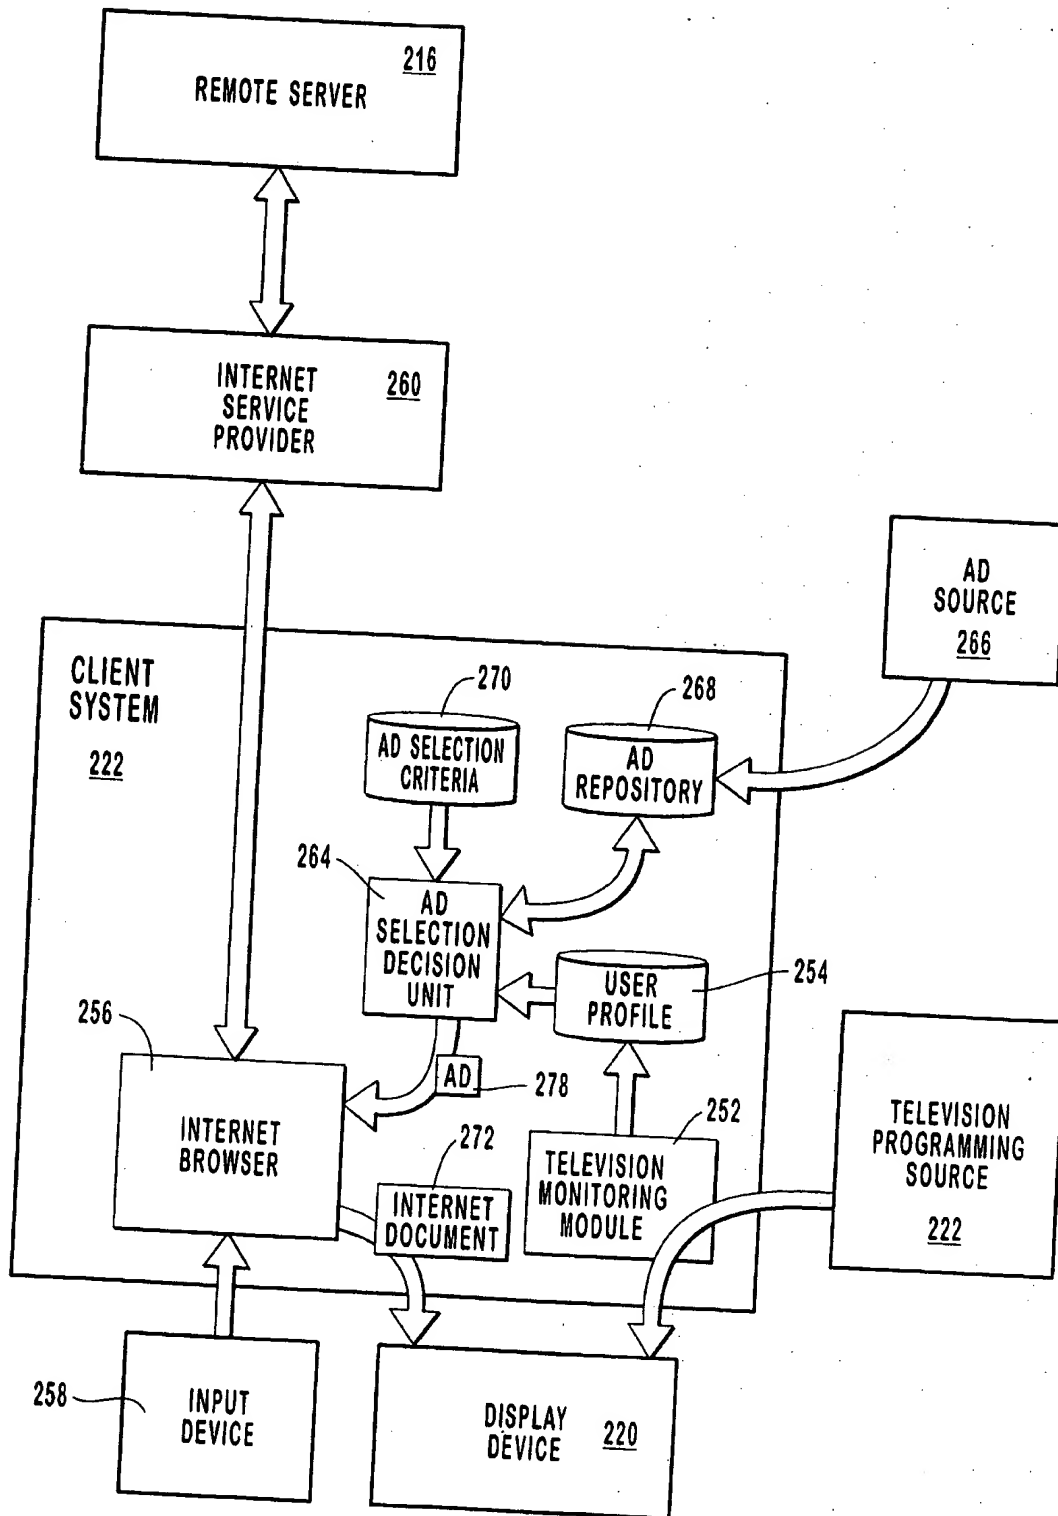 216
REMOTE SERVER
INTERNET
SERVICE
PROVIDER
260
AD
SOURCE
266
CLIENT
SYSTEM
222
270
AD SELECTION
CRITERIA
268
AD
REPOSITORY
264
AD
SELECTION
DECISION
UNIT
USER
PROFILE
254
256
INTERNET
BROWSER
AD
278
272
INTERNET
DOCUMENT
252
TELEVISION
MONITORING
MODULE
TELEVISION
PROGRAMMING
SOURCE
222
258
INPUT
DEVICE
DISPLAY
DEVICE
220